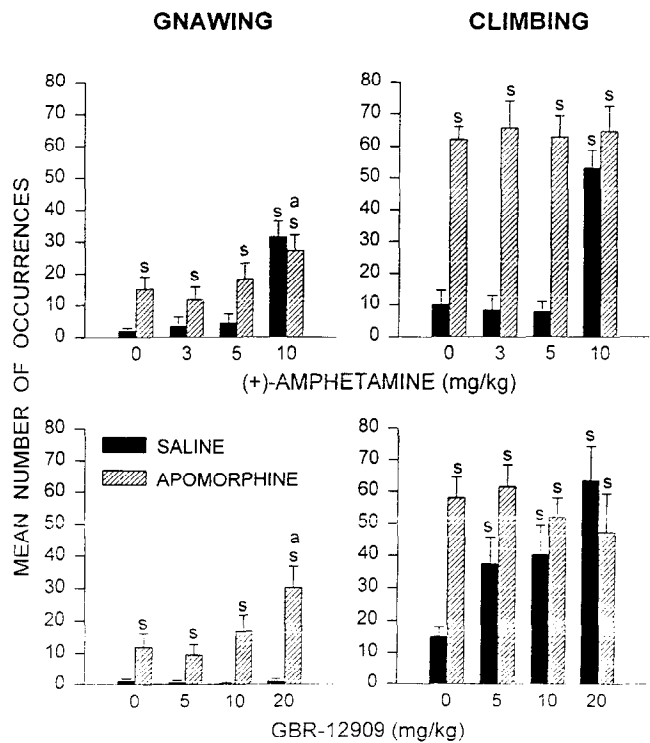 GNAWING CLIMBING
MEAN NUMBER OF OCCURRENCES
80 70 60 50 40 30 20 10 0
s s s s a s
0 3 5 10
80 70 60 50 40 30 20 10 0
s s s s s
0 3 5 10
(+)-AMPHETAMINE (mg/kg)
80 70 60 50 40 30 20 10 0
SALINE
APOMORPHINE
s s s a s
0 5 10 20
80 70 60 50 40 30 20 10 0
s s s s s s s
0 5 10 20
GBR-12909 (mg/kg)